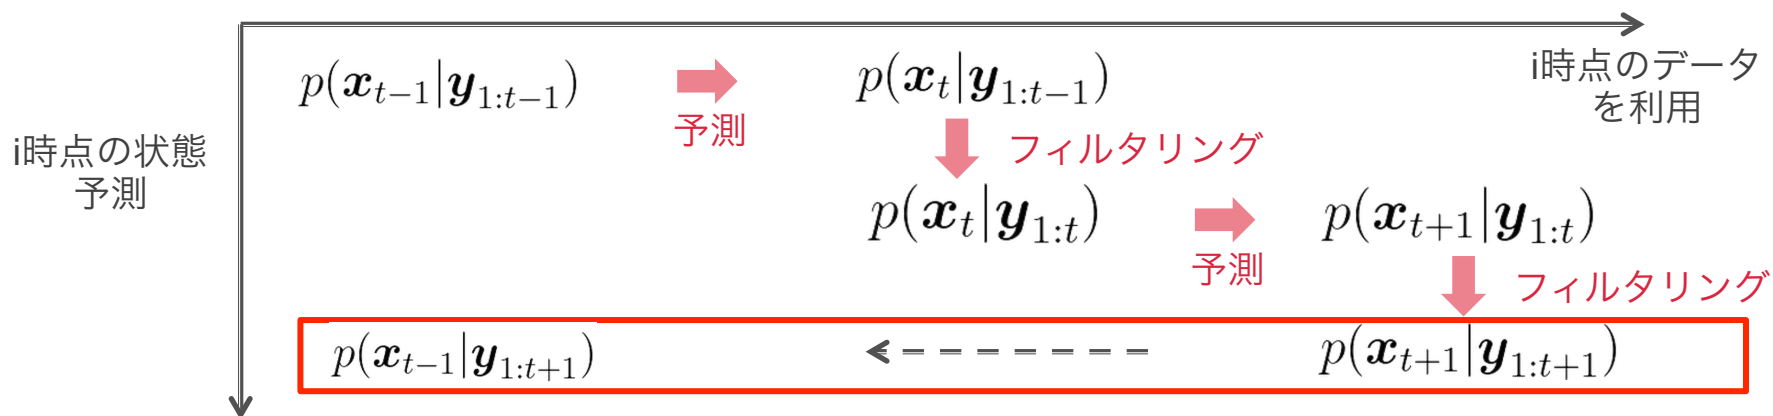 p(x_{t-1}|y_{1:t-1})
予測
p(x_t|y_{1:t-1})
i時点のデータ
を利用
i時点の状態
予測
フィルタリング
p(x_t|y_{1:t})
予測
p(x_{t+1}|y_{1:t})
フィルタリング
p(x_{t-1}|y_{1:t+1})
p(x_{t+1}|y_{1:t+1})